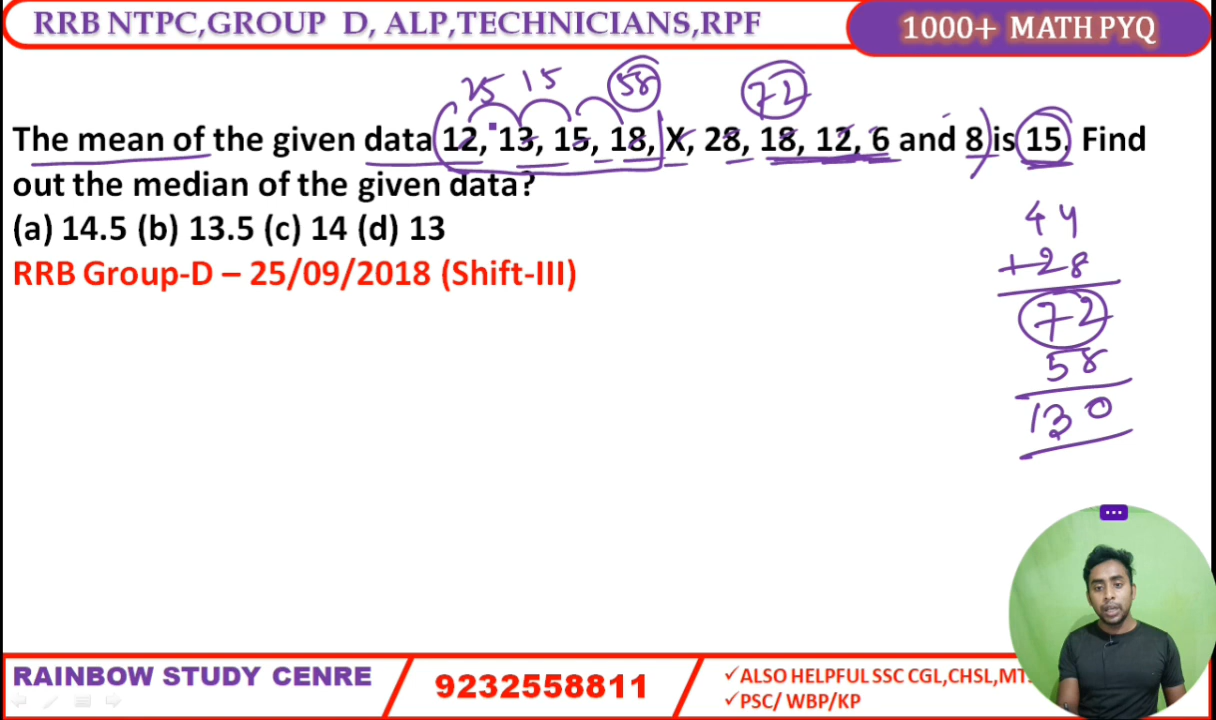 RRB NTPC,GROUP D, ALP,TECHNICIANS,RPF
1000+ MATH PYQ
25 15 58 72
The mean of the given data 12, 13, 15, 18, X, 28, 18, 12, 6 and 8 is 15. Find
out the median of the given data?
(a) 14.5 (b) 13.5 (c) 14 (d) 13
RRB Group-D – 25/09/2018 (Shift-III)
44
+28
72
58
130
RAINBOW STUDY CENRE
9232558811
✓ALSO HELPFUL SSC CGL,CHSL,MT
✓PSC/ WBP/KP